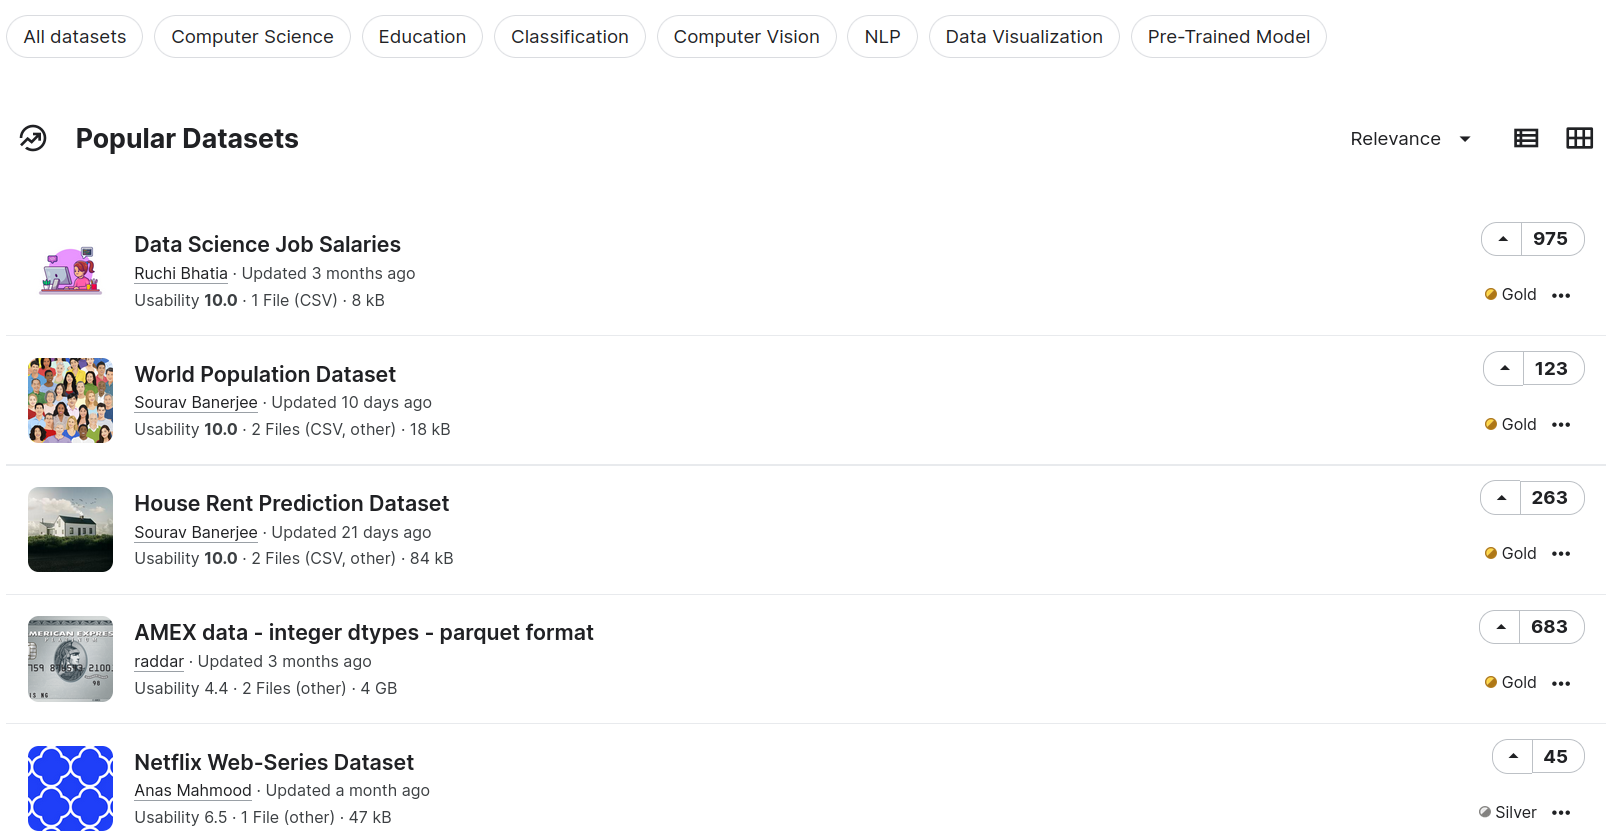 All datasets Computer Science Education Classification Computer Vision NLP Data Visualization Pre-Trained Model
Popular Datasets Relevance
Data Science Job Salaries 975
Ruchi Bhatia · Updated 3 months ago
Usability 10.0 · 1 File (CSV) · 8 kB Gold •••
World Population Dataset 123
Sourav Banerjee · Updated 10 days ago
Usability 10.0 · 2 Files (CSV, other) · 18 kB Gold •••
House Rent Prediction Dataset 263
Sourav Banerjee · Updated 21 days ago
Usability 10.0 · 2 Files (CSV, other) · 84 kB Gold •••
AMEX data - integer dtypes - parquet format 683
raddar · Updated 3 months ago
Usability 4.4 · 2 Files (other) · 4 GB Gold •••
MERICAN EXPRES
Netflix Web-Series Dataset 45
Anas Mahmood · Updated a month ago
Usability 6.5 · 1 File (other) · 47 kB Silver •••